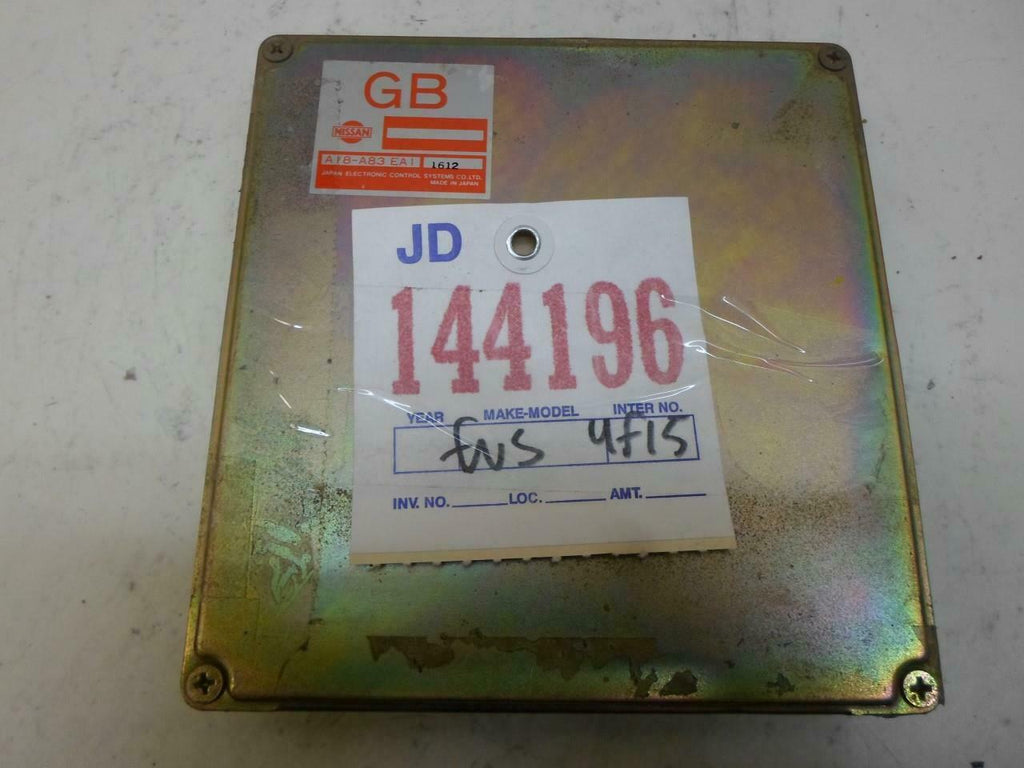 GB
NISSAN
A18-A83 EA1 1612
JAPAN ELECTRONIC CONTROL SYSTEMS CO.,LTD.
MADE IN JAPAN
JD
144196
YEAR MAKE-MODEL INTER NO.
4f15
INV. NO. LOC. AMT.